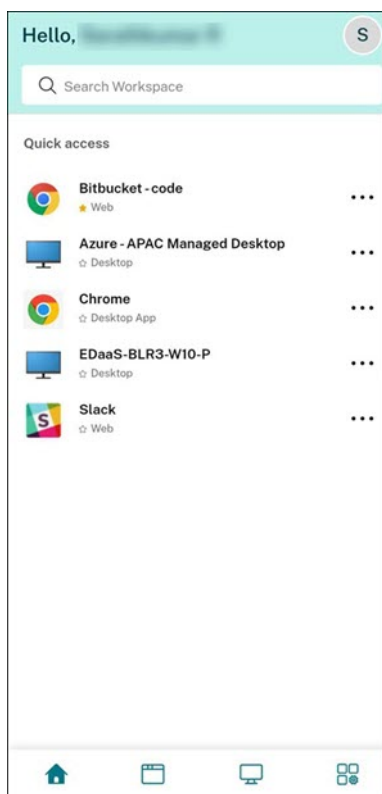 Hello,
S
Search Workspace
Quick access
Bitbucket - code
Web
Azure - APAC Managed Desktop
Desktop
Chrome
Desktop App
EDaaS-BLR3-W10-P
Desktop
S
Slack
Web